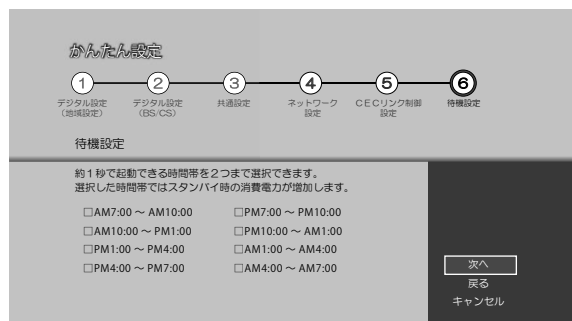 かんたん設定
1 2 3 4 5 6
デジタル設定
(地域設定)
デジタル設定
(BS/CS)
共通設定
ネットワーク
設定
CECリンク制御
設定
待機設定
待機設定
約1秒で起動できる時間帯を2つまで選択できます。
選択した時間帯ではスタンバイ時の消費電力が増加します。
□AM7:00 ～ AM10:00 □PM7:00 ～ PM10:00
□AM10:00 ～ PM1:00 □PM10:00 ～ AM1:00
□PM1:00 ～ PM4:00 □AM1:00 ～ AM4:00
□PM4:00 ～ PM7:00 □AM4:00 ～ AM7:00
次へ
戻る
キャンセル